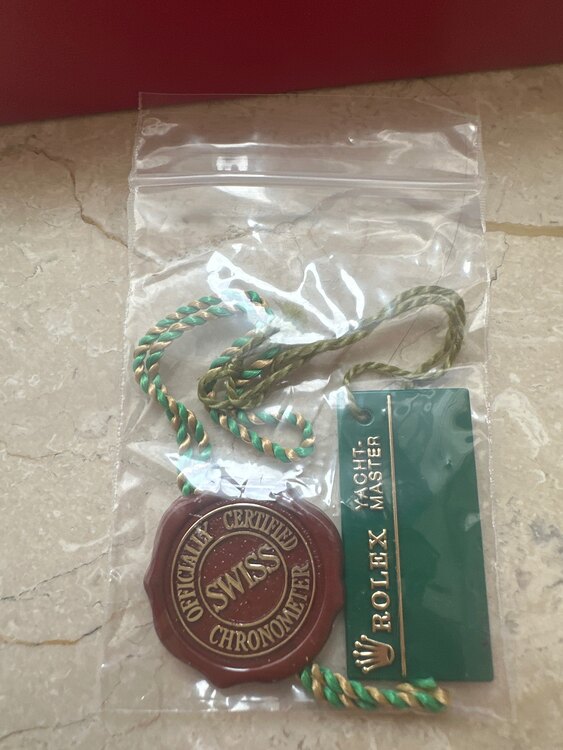 OFFICIALLY CERTIFIED
SWISS
CHRONOMETER
ROLEX
YACHT-
MASTER